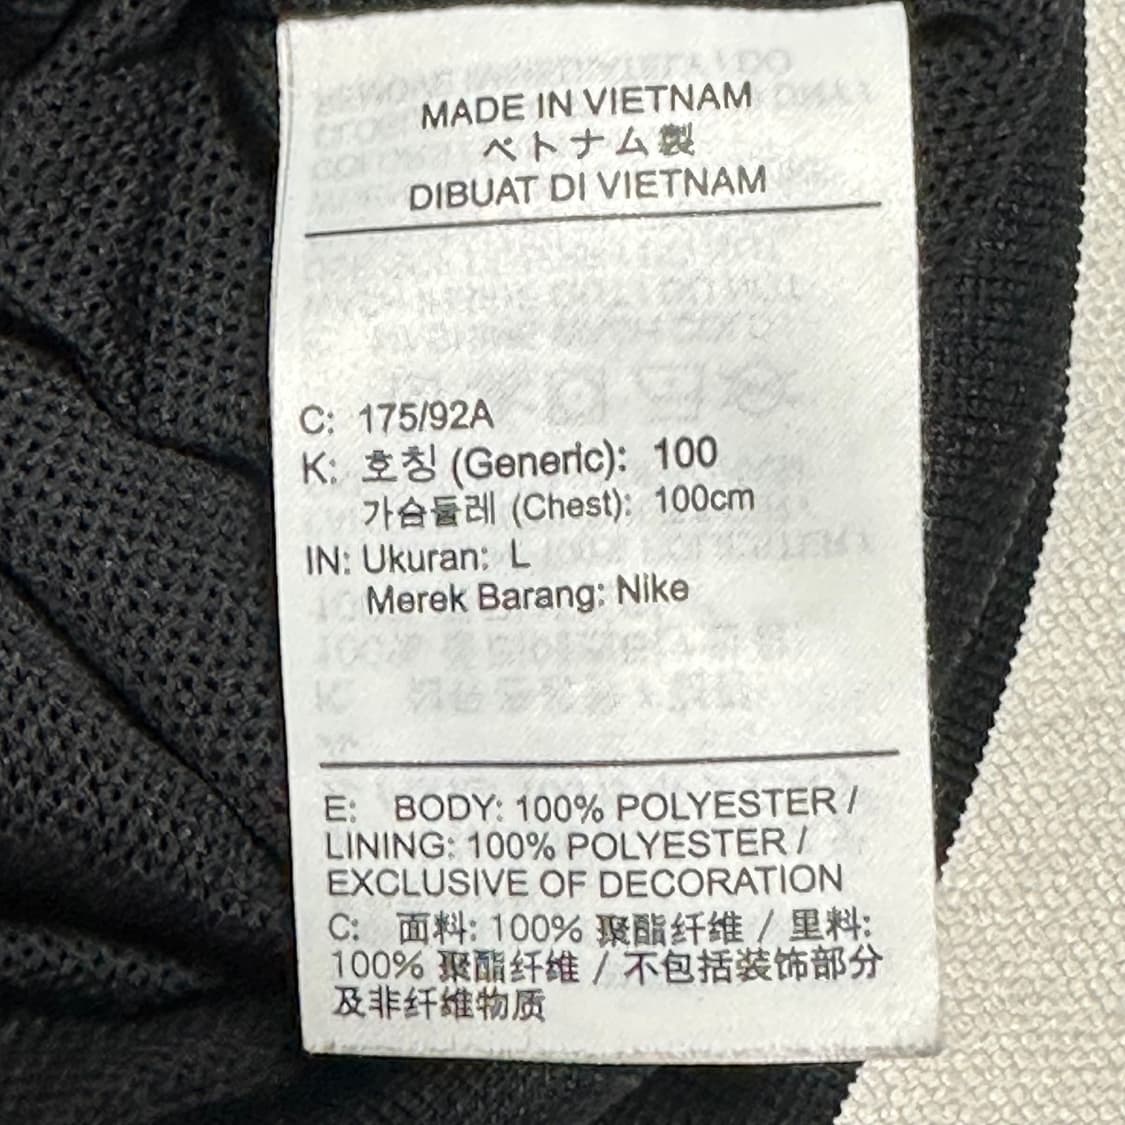 MADE IN VIETNAM
ベトナム製
DIBUAT DI VIETNAM
C: 175/92A
K: 호칭 (Generic): 100
가슴둘레 (Chest): 100cm
IN: Ukuran: L
Merek Barang: Nike
E: BODY: 100% POLYESTER /
LINING: 100% POLYESTER /
EXCLUSIVE OF DECORATION
C: 面料: 100% 聚酯纤维 / 里料:
100% 聚酯纤维 / 不包括装饰部分
及非纤维物质